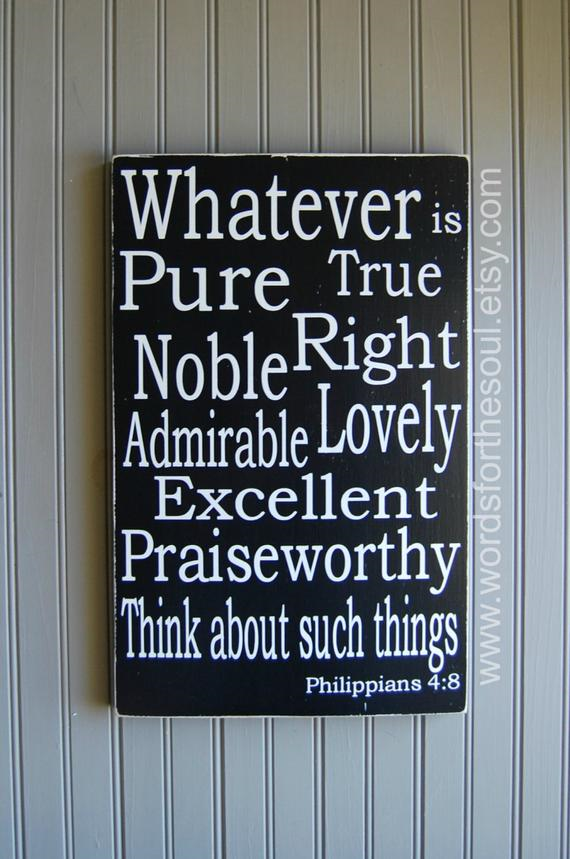 Whatever is
Pure True
Noble Right
Admirable Lovely
Excellent
Praiseworthy
Think about such things
Philippians 4:8
www.wordsforthesoul.etsy.com